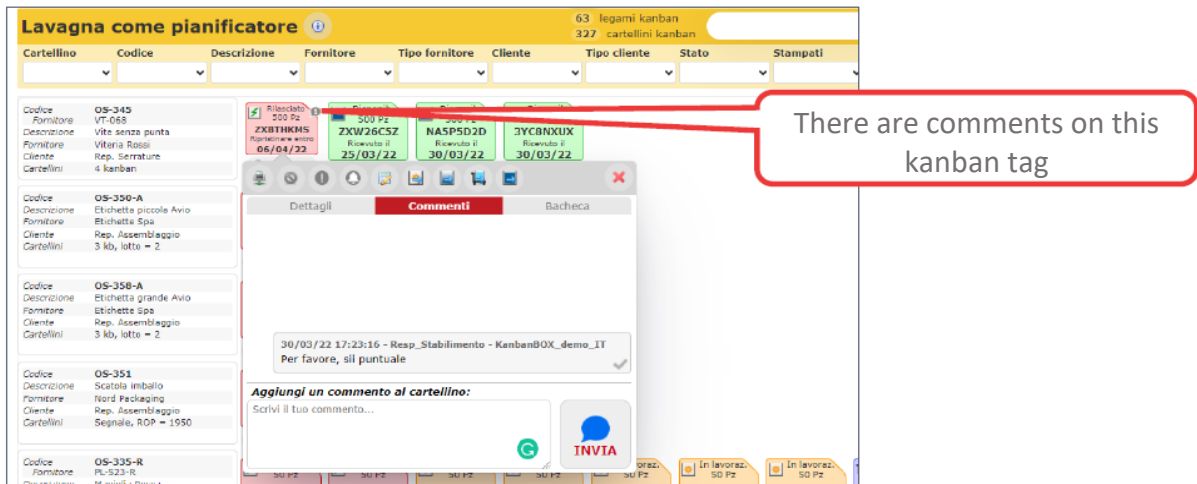 Lavagna come pianificatore
63 legami kanban
327 cartellini kanban
Cartellino Codice Descrizione Fornitore Tipo fornitore Cliente Tipo cliente Stato Stampati
Codice OS-345
Fornitore VT-068
Descrizione Vite senza punta
Fornitore Viteria Rossi
Cliente Rep. Serrature
Cartellini 4 kanban
Rilasciato
500 Pz
ZXBTHKMS
Ripristinare entro
06/04/22
500 Pz
ZXW26C5Z
Ricevuto il
25/03/22
NA5P5D2D
Ricevuto il
30/03/22
3YC8NXUX
Ricevuto il
30/03/22
There are comments on this
kanban tag
Dettagli Commenti Bacheca
30/03/22 17:23:16 - Resp_Stabilimento - KanbanBOX_demo_IT
Per favore, sii puntuale
Aggiungi un commento al cartellino:
Scrivi il tuo commento...
INVIA
Codice OS-350-A
Descrizione Etichetta piccola Avio
Fornitore Etichette Spa
Cliente Rep. Assemblaggio
Cartellini 3 kb, lotto = 2
Codice OS-358-A
Descrizione Etichetta grande Avio
Fornitore Etichette Spa
Cliente Rep. Assemblaggio
Cartellini 3 kb, lotto = 2
Codice OS-351
Descrizione Scatola imballo
Fornitore Nord Packaging
Cliente Rep. Assemblaggio
Cartellini Segnale, ROP = 1950
Codice OS-335-R
Fornitore PL-523-R
50 Pz 50 Pz 50 Pz 50 Pz
In lavoraz.
50 Pz
In lavoraz.
50 Pz